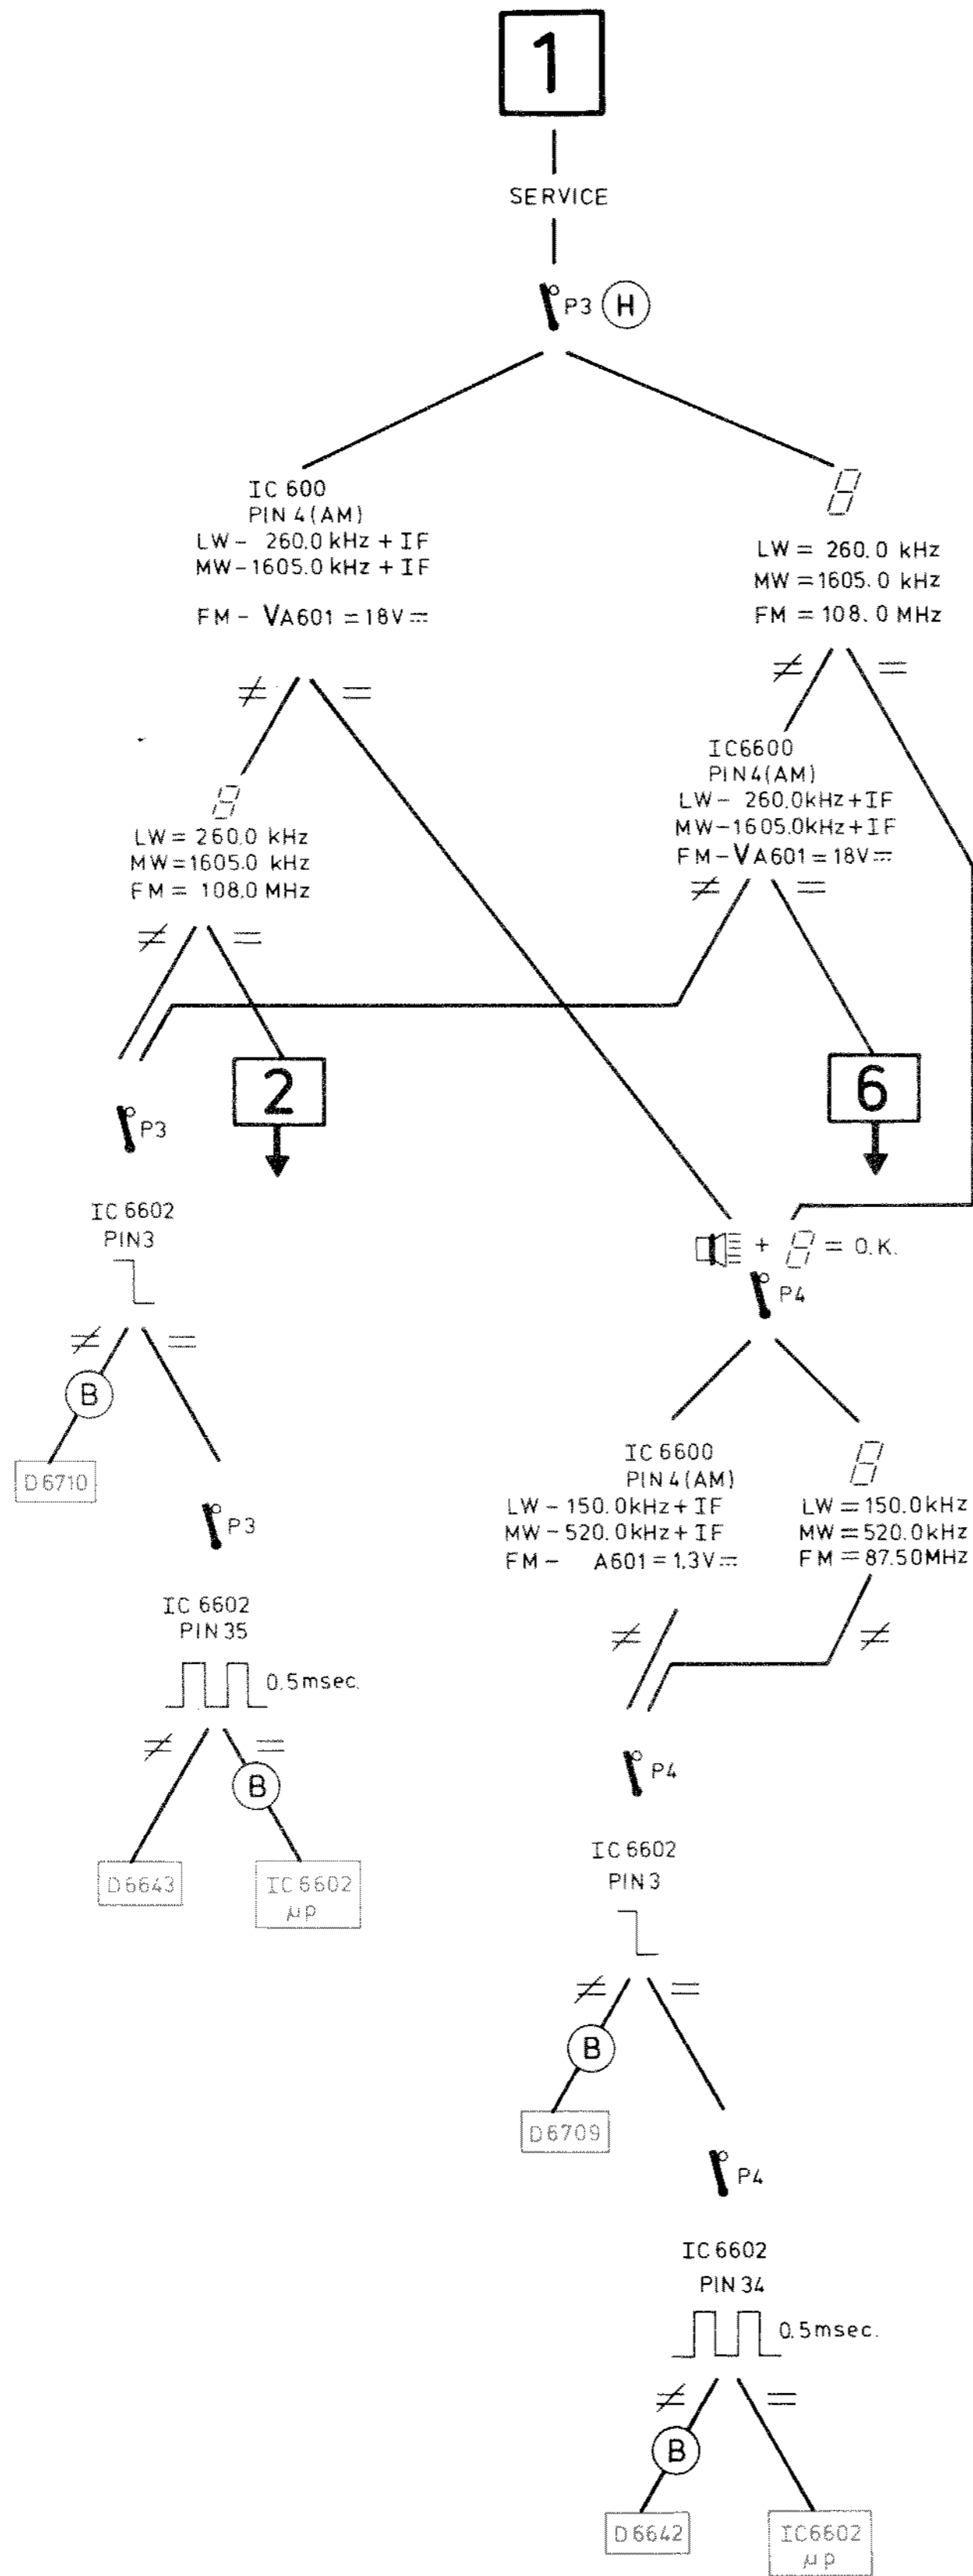 1
SERVICE
P3 H
IC 600
PIN 4 (AM)
LW- 260.0 kHz + IF
MW-1605.0 kHz + IF
FM - VA601 = 18V
LW = 260.0 kHz
MW = 1605.0 kHz
FM = 108.0 MHz
≠ =
≠ =
IC6600
PIN4(AM)
LW- 260.0kHz+IF
MW-1605.0kHz+IF
FM-VA601=18V
≠ =
LW = 260.0 kHz
MW = 1605.0 kHz
FM = 108.0 MHz
≠ =
2
6
P3
IC 6602
PIN3
≠ =
B
D6710
P3
IC 6602
PIN 35
0.5msec.
≠ =
B
D6643
IC 6602
μp
+ = O.K.
P4
IC 6600
PIN 4(AM)
LW - 150.0kHz + IF
MW - 520.0kHz + IF
FM - A601 = 1.3V
LW = 150.0kHz
MW = 520.0kHz
FM = 87.50MHz
≠ ≠
P4
IC 6602
PIN 3
≠ =
B
D6709
P4
IC 6602
PIN 34
0.5msec.
≠ =
B
D6642
IC6602
μp